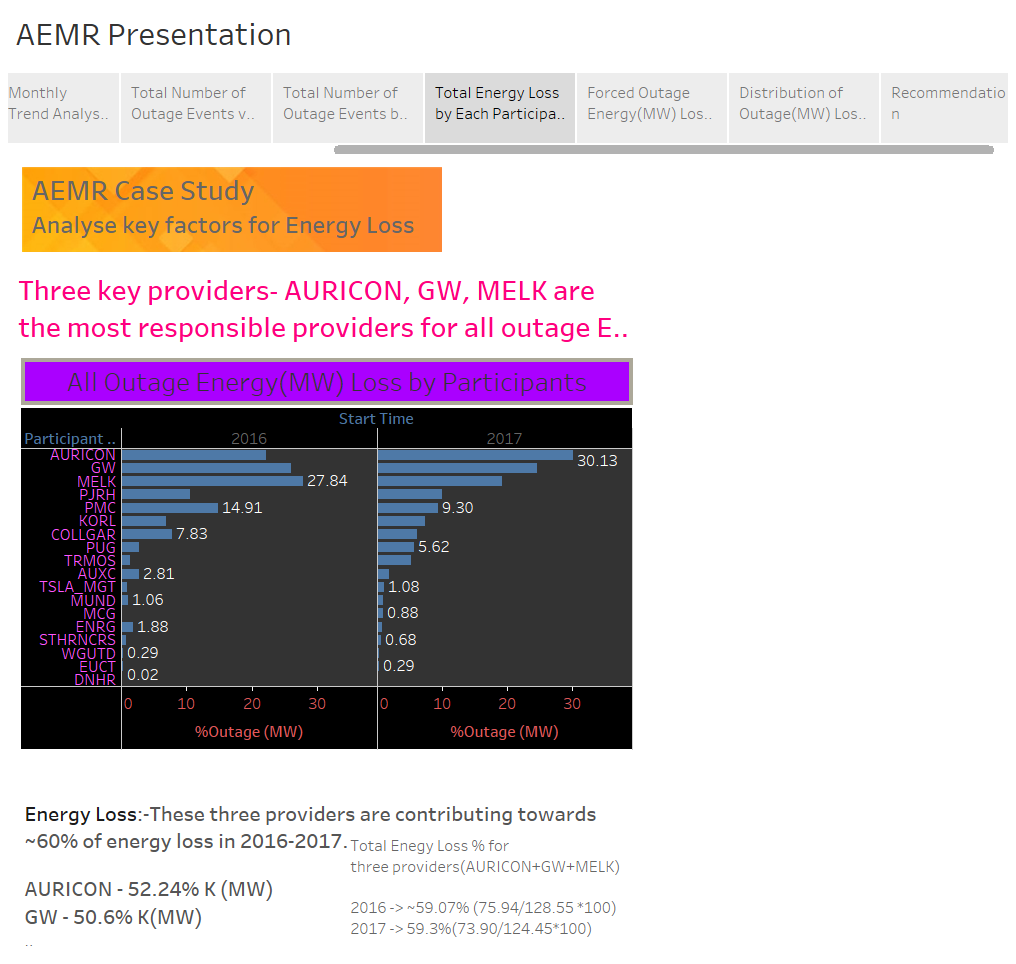 AEMR Presentation
Monthly
Trend Analys..
Total Number of
Outage Events v..
Total Number of
Outage Events b..
Total Energy Loss
by Each Participa..
Forced Outage
Energy(MW) Los..
Distribution of
Outage(MW) Los..
Recommendatio
n
AEMR Case Study
Analyse key factors for Energy Loss
Three key providers- AURICON, GW, MELK are
the most responsible providers for all outage E..
All Outage Energy(MW) Loss by Participants
Start Time
Participant .. 2016 2017
AURICON 30.13
GW
MELK 27.84
PJRH
PMC 14.91 9.30
KORL
COLLGAR 7.83
PUG 5.62
TRMOS
AUXC 2.81
TSLA_MGT 1.08
MUND 1.06
MCG 0.88
ENRG 1.88
STHRNCRS 0.68
WGUTD 0.29
EUCT 0.29
DNHR 0.02
0 10 20 30 0 10 20 30
%Outage (MW) %Outage (MW)
Energy Loss:-These three providers are contributing towards
~60% of energy loss in 2016-2017.
AURICON - 52.24% K (MW)
GW - 50.6% K(MW)
..
Total Enegy Loss % for
three providers(AURICON+GW+MELK)
2016 -> ~59.07% (75.94/128.55 *100)
2017 -> 59.3%(73.90/124.45*100)